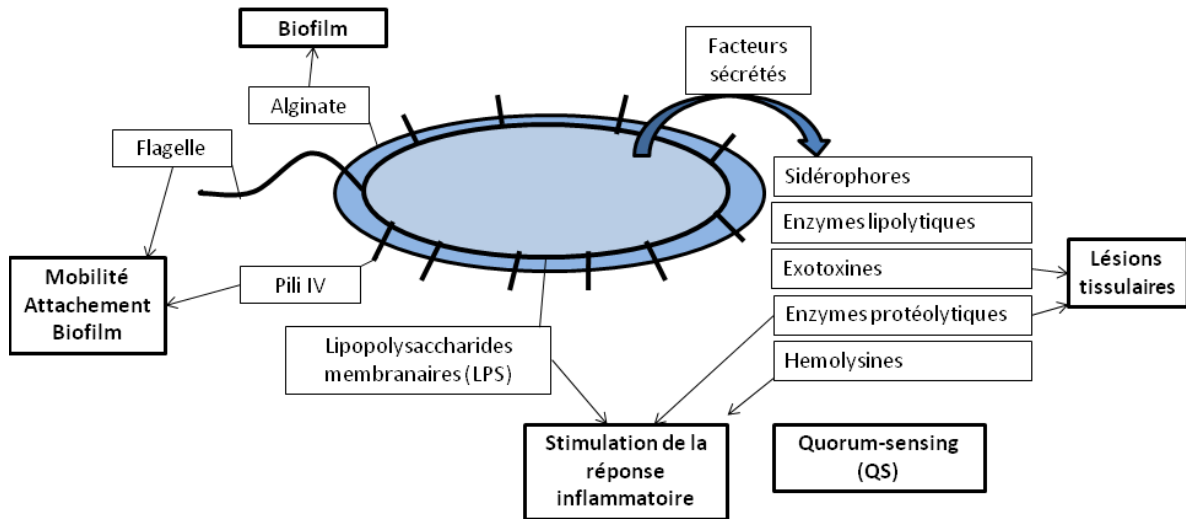 Biofilm
Facteurs
sécrétés
Alginate
Flagelle
Sidérophores
Enzymes lipolytiques
Exotoxines
Lésions
tissulaires
Mobilité
Attachement
Biofilm
Pili IV
Enzymes protéolytiques
Lipopolysaccharides
membranaires (LPS)
Hemolysines
Stimulation de la
réponse
inflammatoire
Quorum-sensing
(QS)